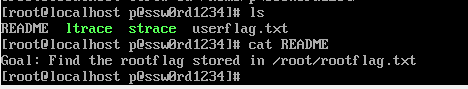 [root@localhost p@ssw0rd1234]# ls
README ltrace strace userflag.txt
[root@localhost p@ssw0rd1234]# cat README
Goal: Find the rootflag stored in /root/rootflag.txt
[root@localhost p@ssw0rd1234]#